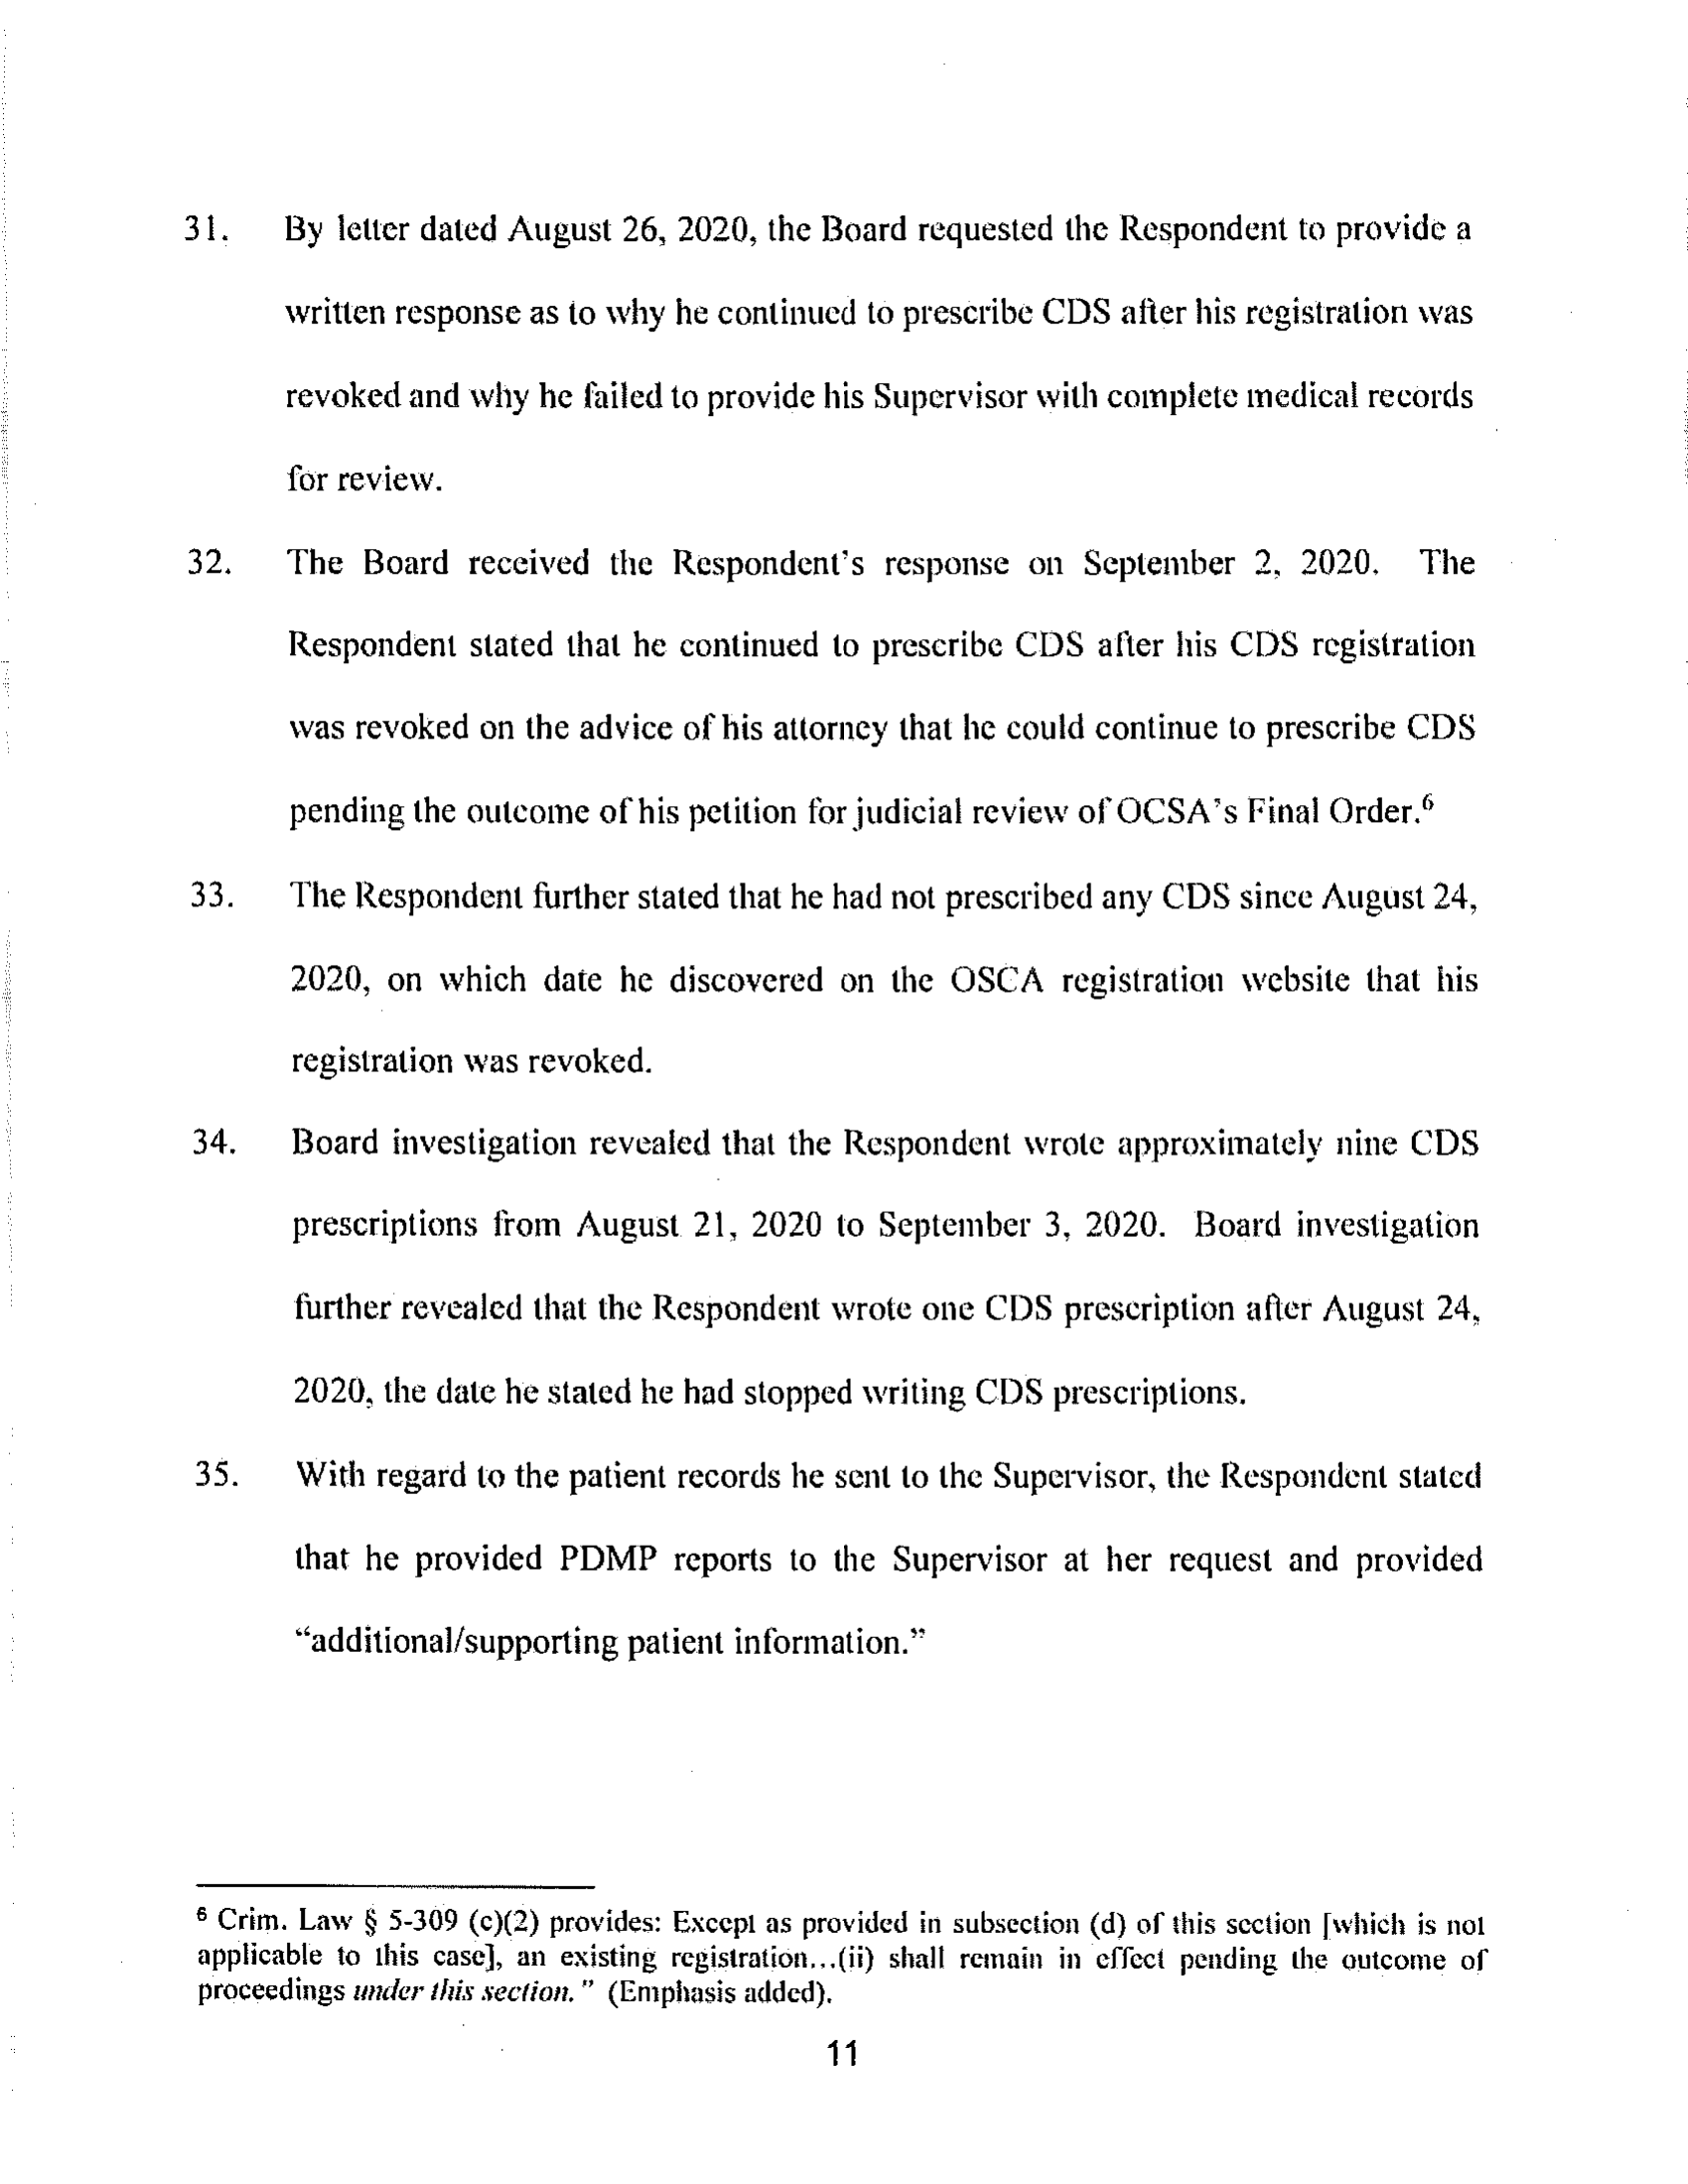 31. By letter dated August 26, 2020, the Board requested the Respondent to provide a
written response as to why he continued to prescribe CDS after his registration was
revoked and why he failed to provide his Supervisor with complete medical records
for review.
32. The Board received the Respondent's response on September 2, 2020. The
Respondent stated that he continued to prescribe CDS after his CDS registration
was revoked on the advice of his attorney that he could continue to prescribe CDS
pending the outcome of his petition for judicial review of OCSA's Final Order.⁶
33. The Respondent further stated that he had not prescribed any CDS since August 24,
2020, on which date he discovered on the OSCA registration website that his
registration was revoked.
34. Board investigation revealed that the Respondent wrote approximately nine CDS
prescriptions from August 21, 2020 to September 3, 2020. Board investigation
further revealed that the Respondent wrote one CDS prescription after August 24,
2020, the date he stated he had stopped writing CDS prescriptions.
35. With regard to the patient records he sent to the Supervisor, the Respondent stated
that he provided PDMP reports to the Supervisor at her request and provided
“additional/supporting patient information.”
⁶ Crim. Law § 5-309 (c)(2) provides: Except as provided in subsection (d) of this section [which is not
applicable to this case], an existing registration...(ii) shall remain in effect pending the outcome of
proceedings under this section.” (Emphasis added).
11